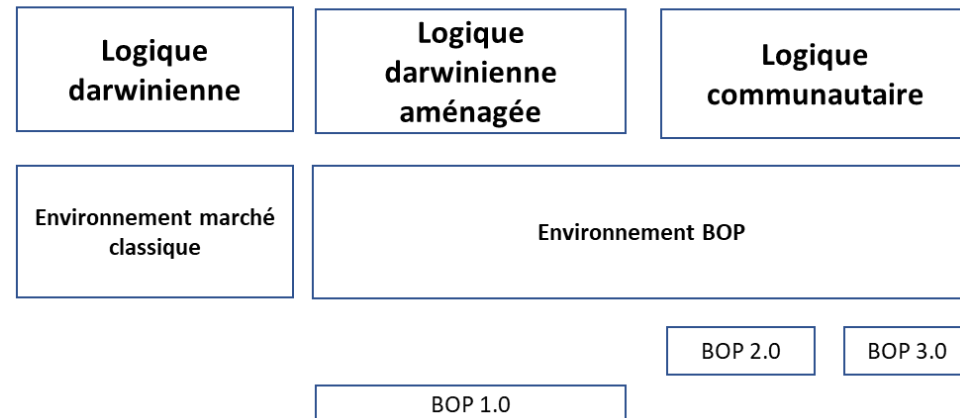 Logique
darwinienne
Logique
darwinienne
aménagée
Logique
communautaire
Environnement marché
classique
Environnement BOP
BOP 2.0
BOP 3.0
BOP 1.0